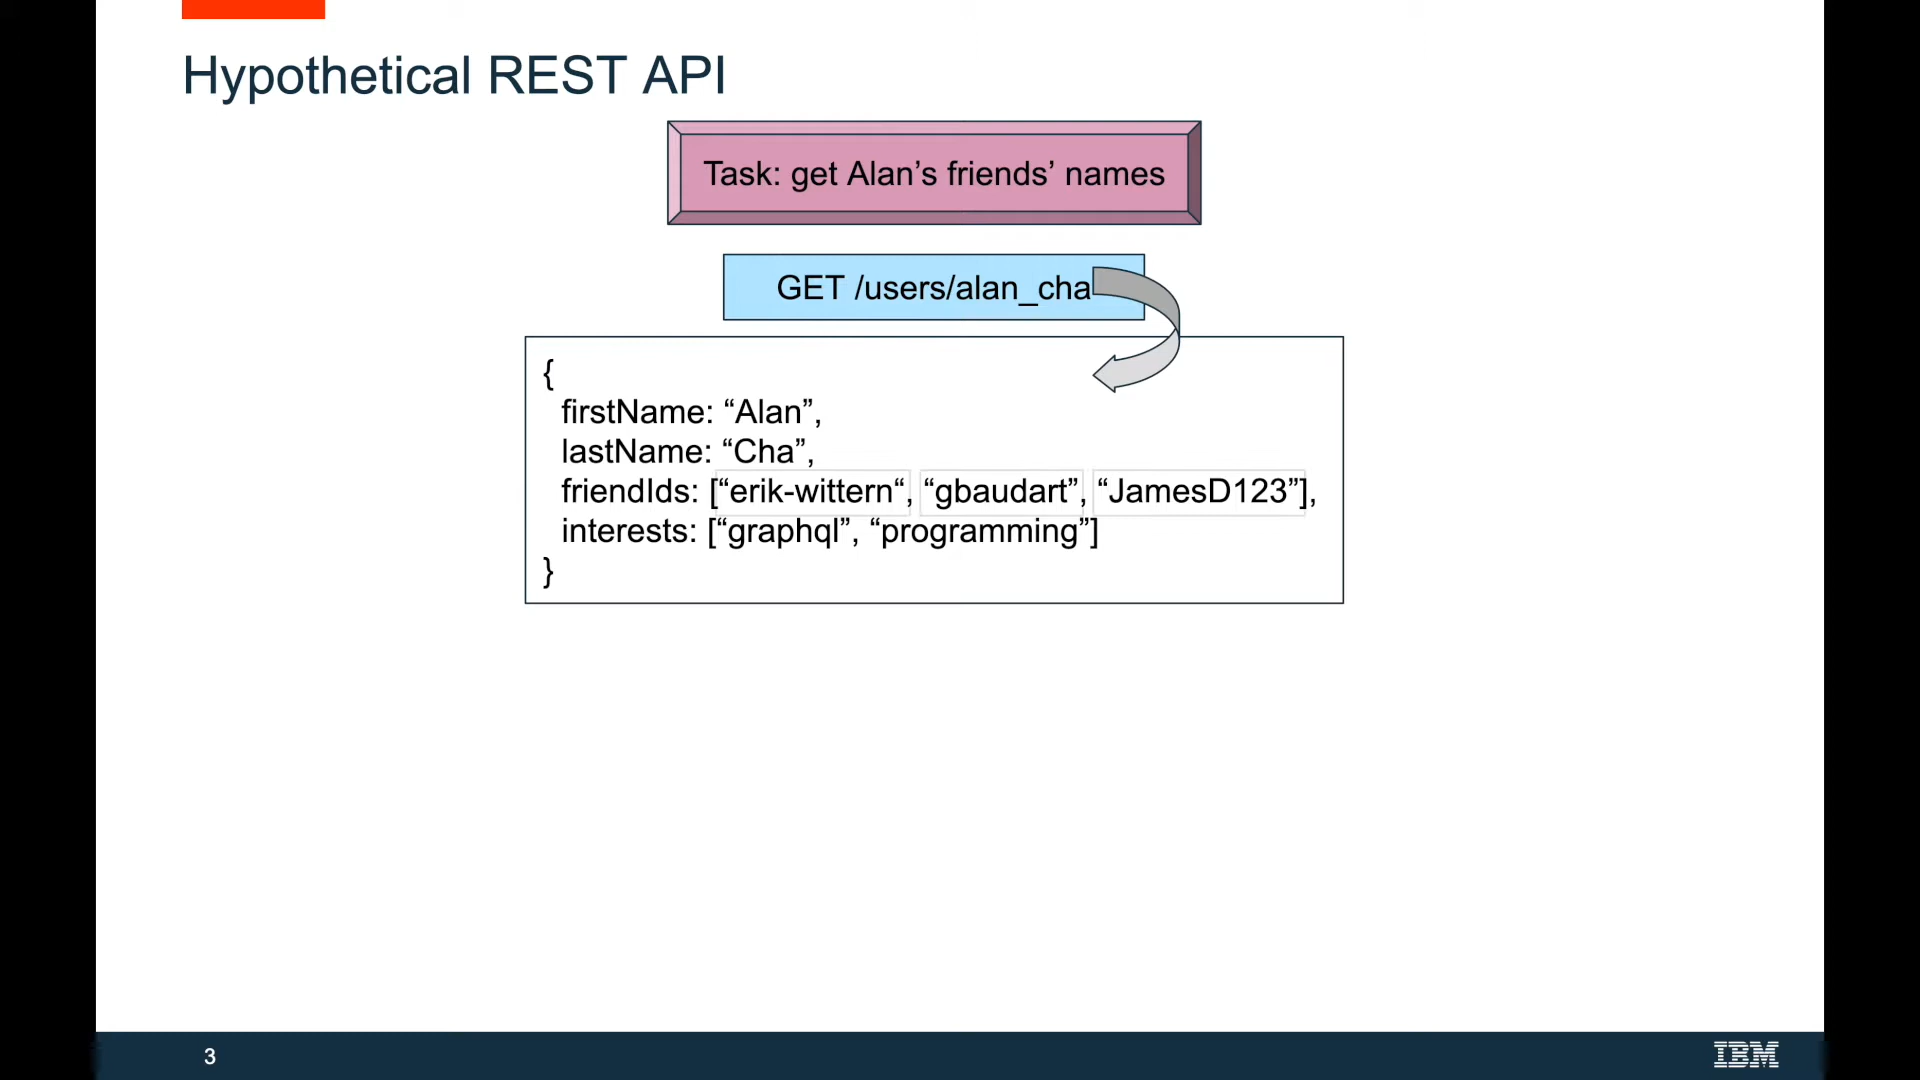 Hypothetical REST API
Task: get Alan’s friends’ names
GET /users/alan_cha
{
firstName: “Alan”,
lastName: “Cha”,
friendIds: [“erik-wittern“, “gbaudart”, “JamesD123”],
interests: [“graphql”, “programming”]
}
3
IBM